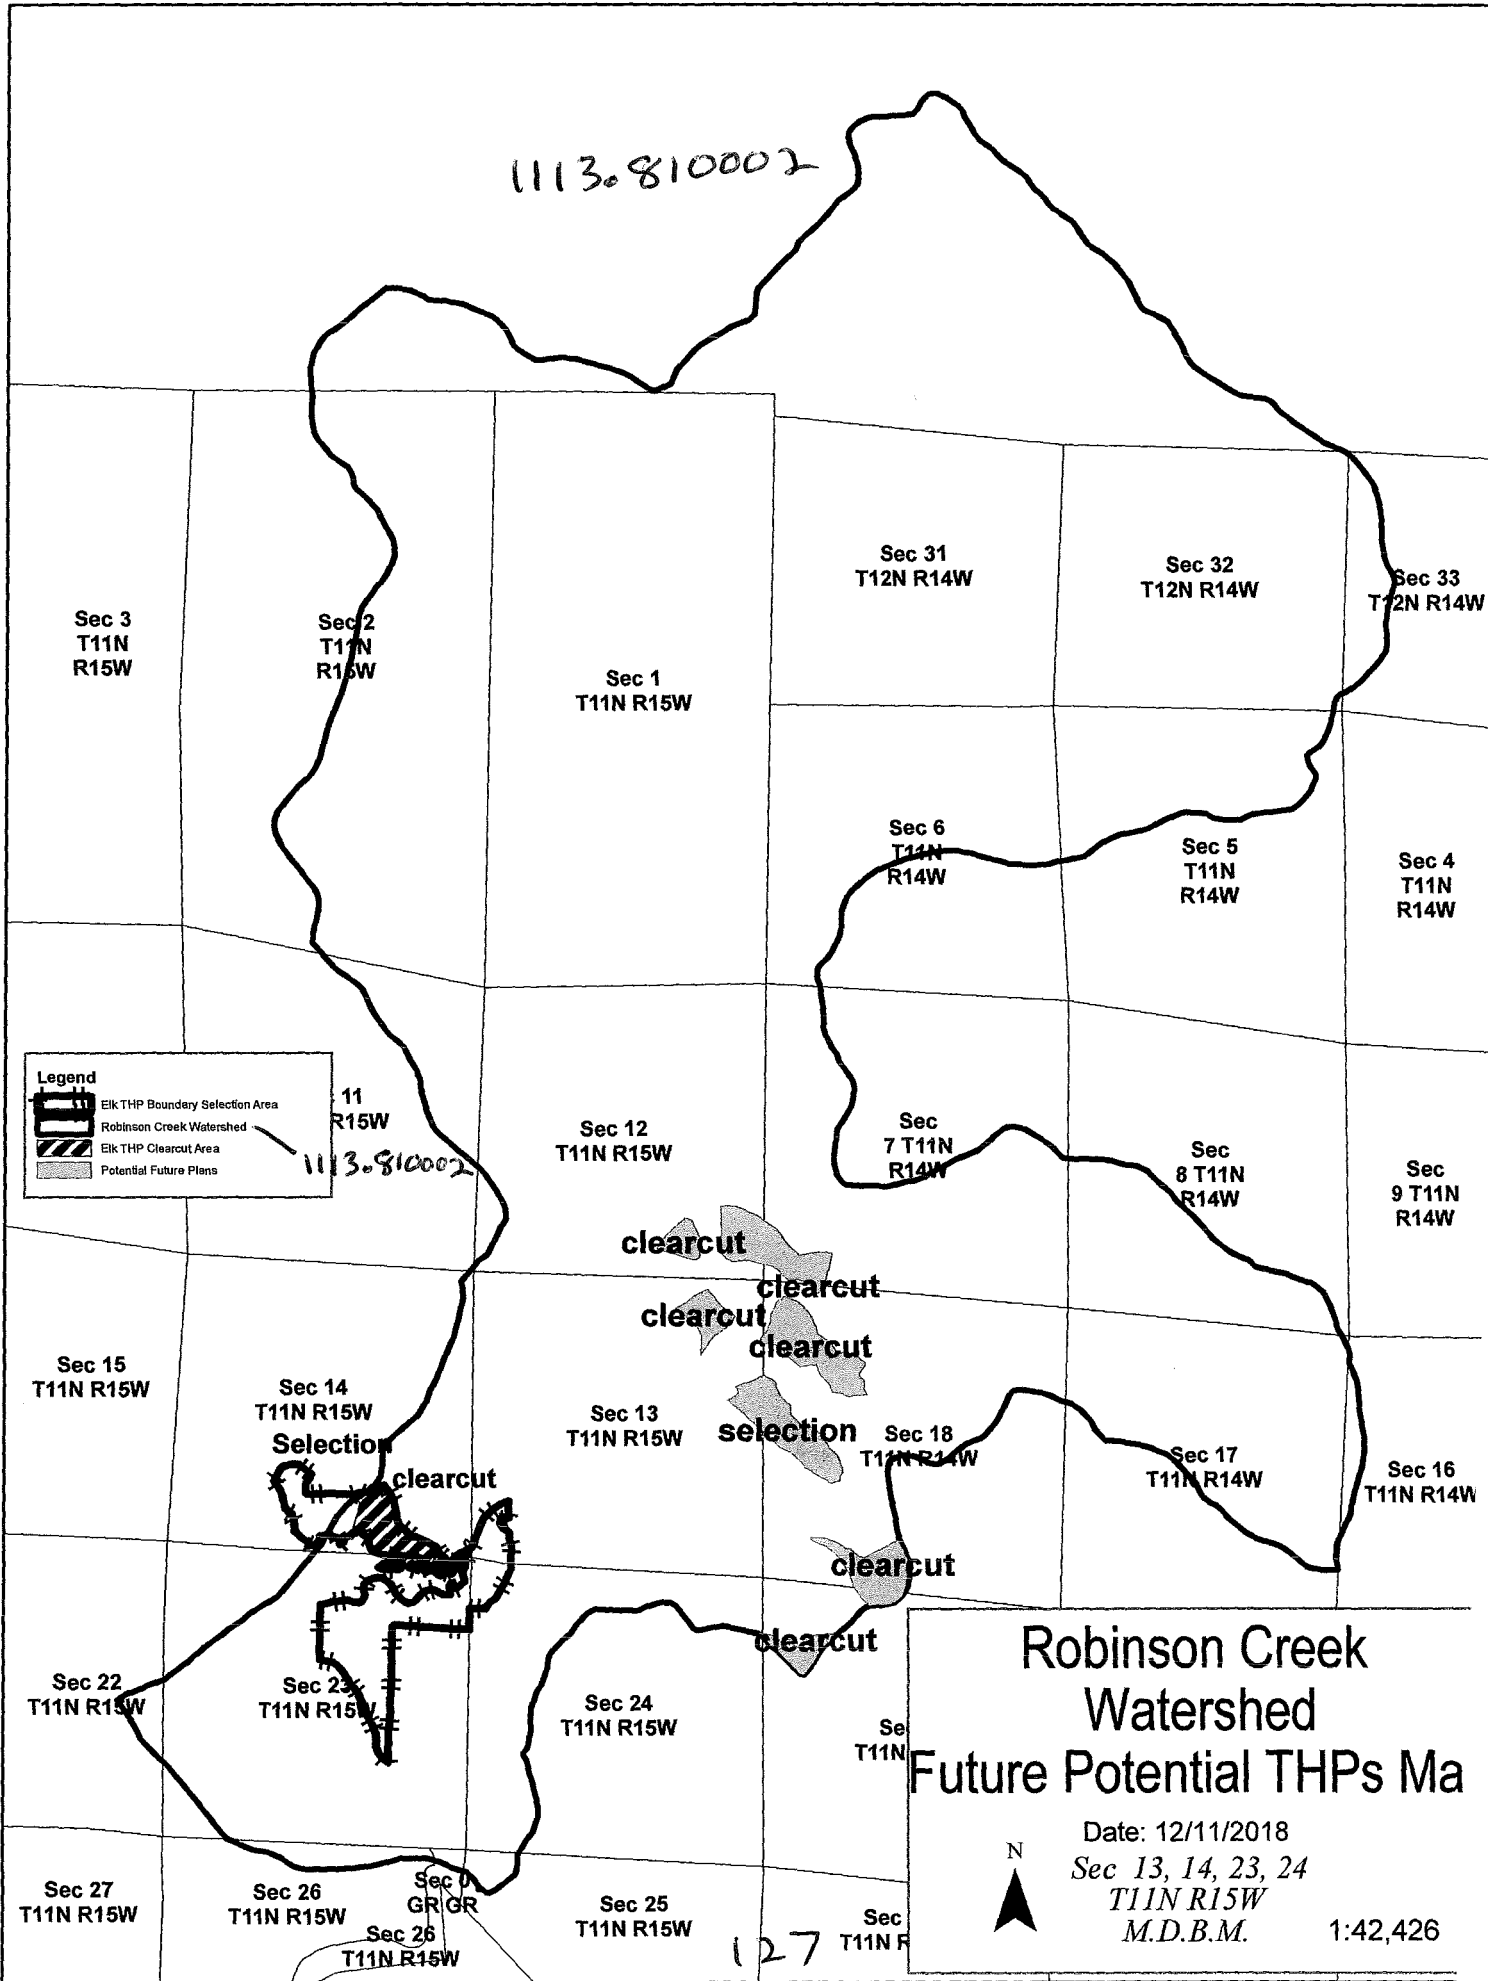 1113.810002
Sec 31
T12N R14W
Sec 32
T12N R14W
Sec 33
T12N R14W
Sec 3
T11N
R15W
Sec 2
T11N
R15W
Sec 1
T11N R15W
Sec 6
T11N
R14W
Sec 5
T11N
R14W
Sec 4
T11N
R14W
Legend
Elk THP Boundary Selection Area
Robinson Creek Watershed
Elk THP Clearcut Area
Potential Future Plans
1113.810002
11
R15W
Sec 12
T11N R15W
Sec
7 T11N
R14W
Sec
8 T11N
R14W
Sec
9 T11N
R14W
clearcut
clearcut
clearcut
clearcut
Sec 15
T11N R15W
Sec 14
T11N R15W
Selection
clearcut
Sec 13
T11N R15W
selection
Sec 18
T11N R14W
Sec 17
T11N R14W
Sec 16
T11N R14W
clearcut
clearcut
Sec 22
T11N R15W
Sec 23
T11N R15W
Sec 24
T11N R15W
Se
T11N
Robinson Creek
Watershed
Future Potential THPs Ma
Date: 12/11/2018
N
Sec 13, 14, 23, 24
T11N R15W
M.D.B.M.
1:42,426
Sec 27
T11N R15W
Sec 26
T11N R15W
Sec 0
GR GR
Sec 26
T11N R15W
Sec 25
T11N R15W
Sec
T11N R
127